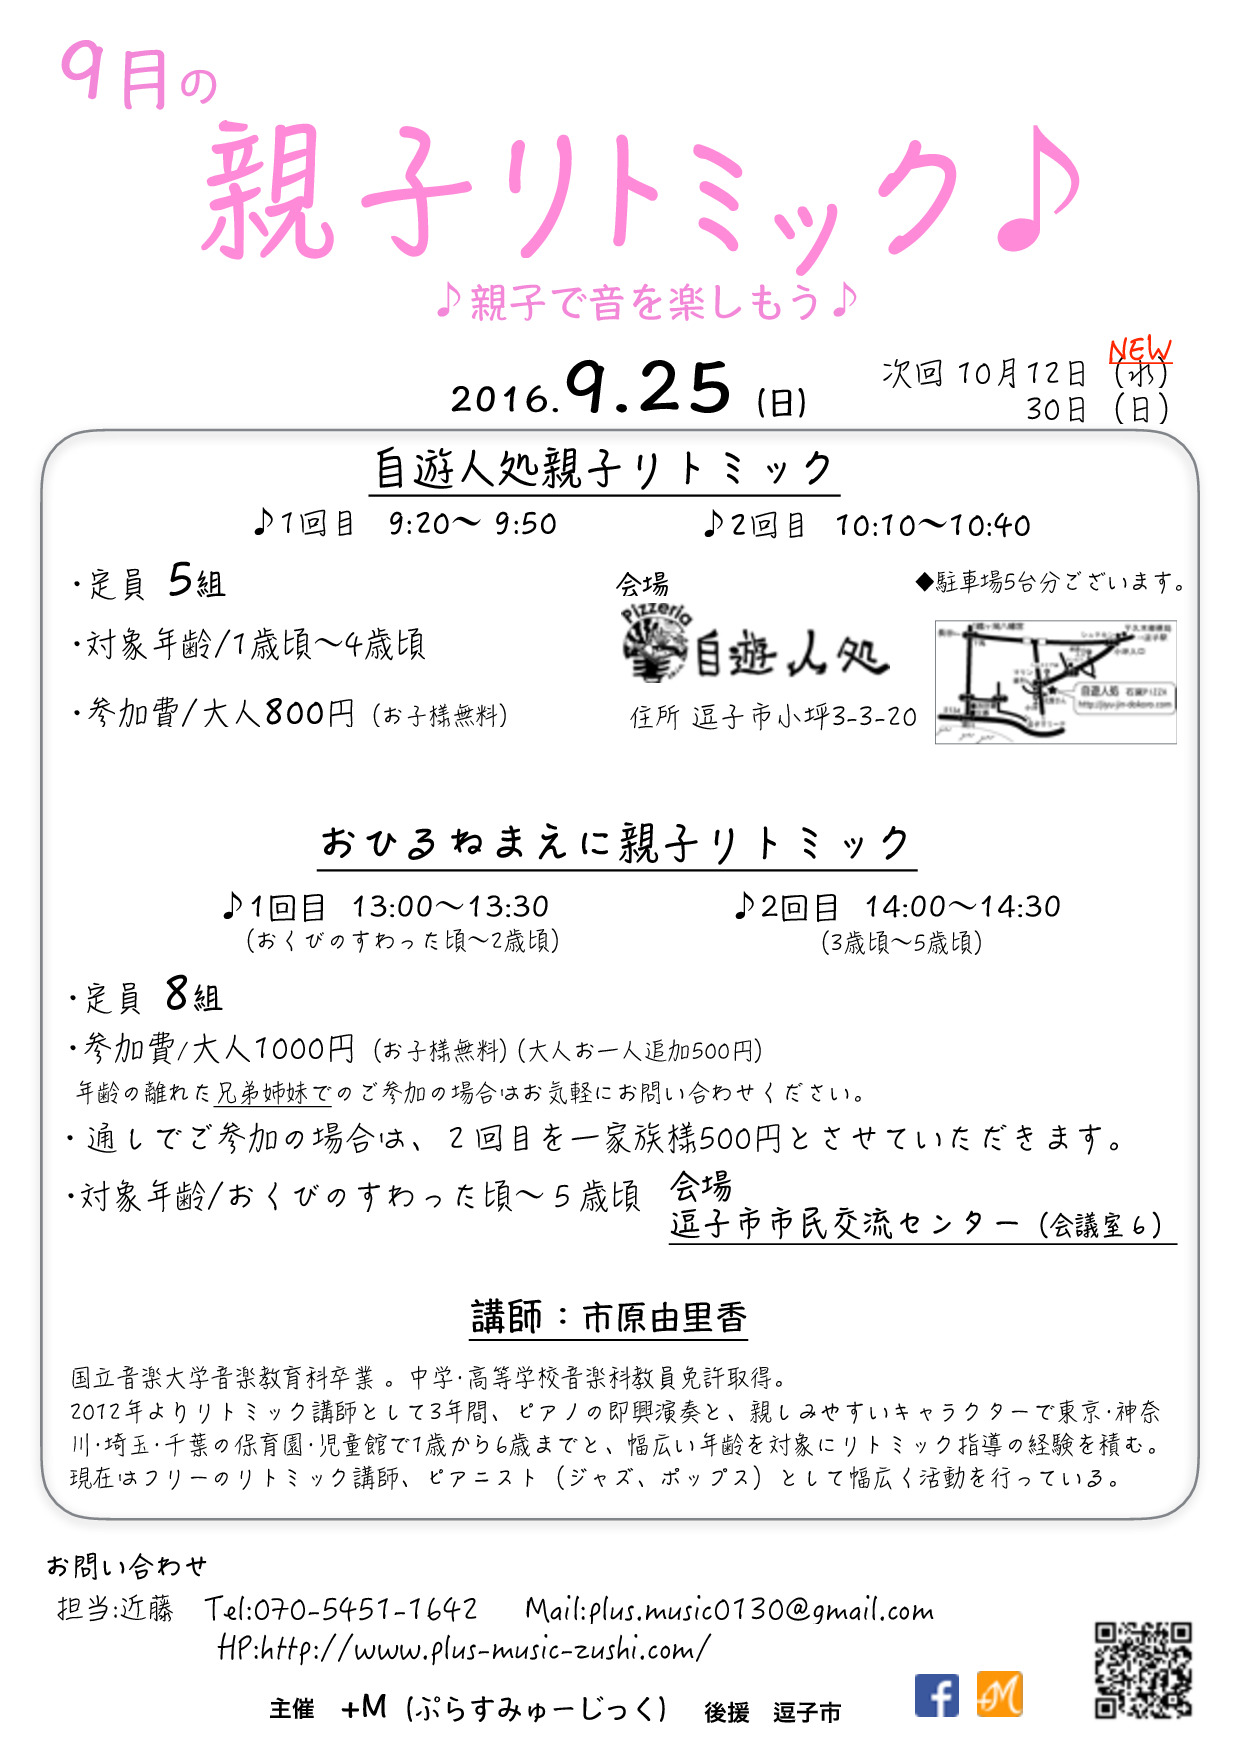 9月の
親子リトミック♪
♪親子で音を楽しもう♪
2016.9.25 (日)
次回 10月12日 (水)
NEW
30日 (日)
自遊人処親子リトミック
♪1回目 9:20〜 9:50
♪2回目 10:10〜10:40
・定員 5組
・対象年齢/1歳頃〜4歳頃
・参加費/大人800円 (お子様無料)
会場
◆駐車場5台分ございます。
Pizzeria
自遊人処
住所 逗子市小坪3-3-20
自遊人処 石窯PIZZA
http://jiyu-jin-dokoro.com
おひるねまえに親子リトミック
♪1回目 13:00〜13:30
(おくびのすわった頃〜2歳頃)
♪2回目 14:00〜14:30
(3歳頃〜5歳頃)
・定員 8組
・参加費/大人1000円 (お子様無料)(大人お一人追加500円)
年齢の離れた兄弟姉妹でのご参加の場合はお気軽にお問い合わせください。
・通しでご参加の場合は、２回目を一家族様500円とさせていただきます。
・対象年齢/おくびのすわった頃〜５歳頃
会場
逗子市市民交流センター（会議室６）
講師：市原由里香
国立音楽大学音楽教育科卒業 。中学・高等学校音楽科教員免許取得。
2012年よりリトミック講師として3年間、ピアノの即興演奏と、親しみやすいキャラクターで東京・神奈
川・埼玉・千葉の保育園・児童館で1歳から6歳までと、幅広い年齢を対象にリトミック指導の経験を積む。
現在はフリーのリトミック講師、ピアニスト（ジャズ、ポップス）として幅広く活動を行っている。
お問い合わせ
担当:近藤 Tel:070-5451-1642 Mail:plus.music0130@gmail.com
HP:http://www.plus-music-zushi.com/
主催 +M (ぷらすみゅーじっく) 後援 逗子市